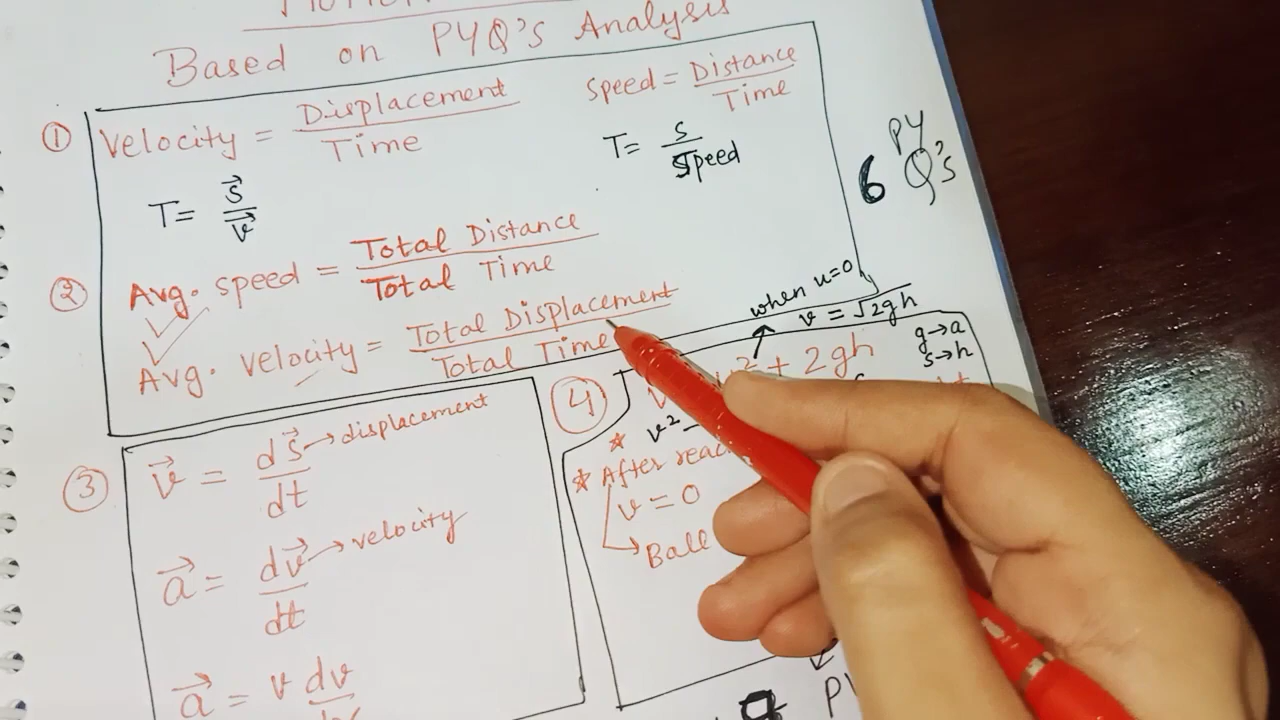 Based on PYQ's Analysis
① Velocity = Displacement / Time
Speed = Distance / Time
T = s⃗ / v⃗
T = s / Speed
② Avg. speed = Total Distance / Total Time
Avg. velocity = Total Displacement / Total Time
6 PYQ's
③ v⃗ = ds⃗ / dt → displacement
a⃗ = dv⃗ / dt → velocity
a⃗ = v dv
④
when u=0
v = √2gh
2 + 2gh
g→a
s→h
v²
* After
v = 0
Ball